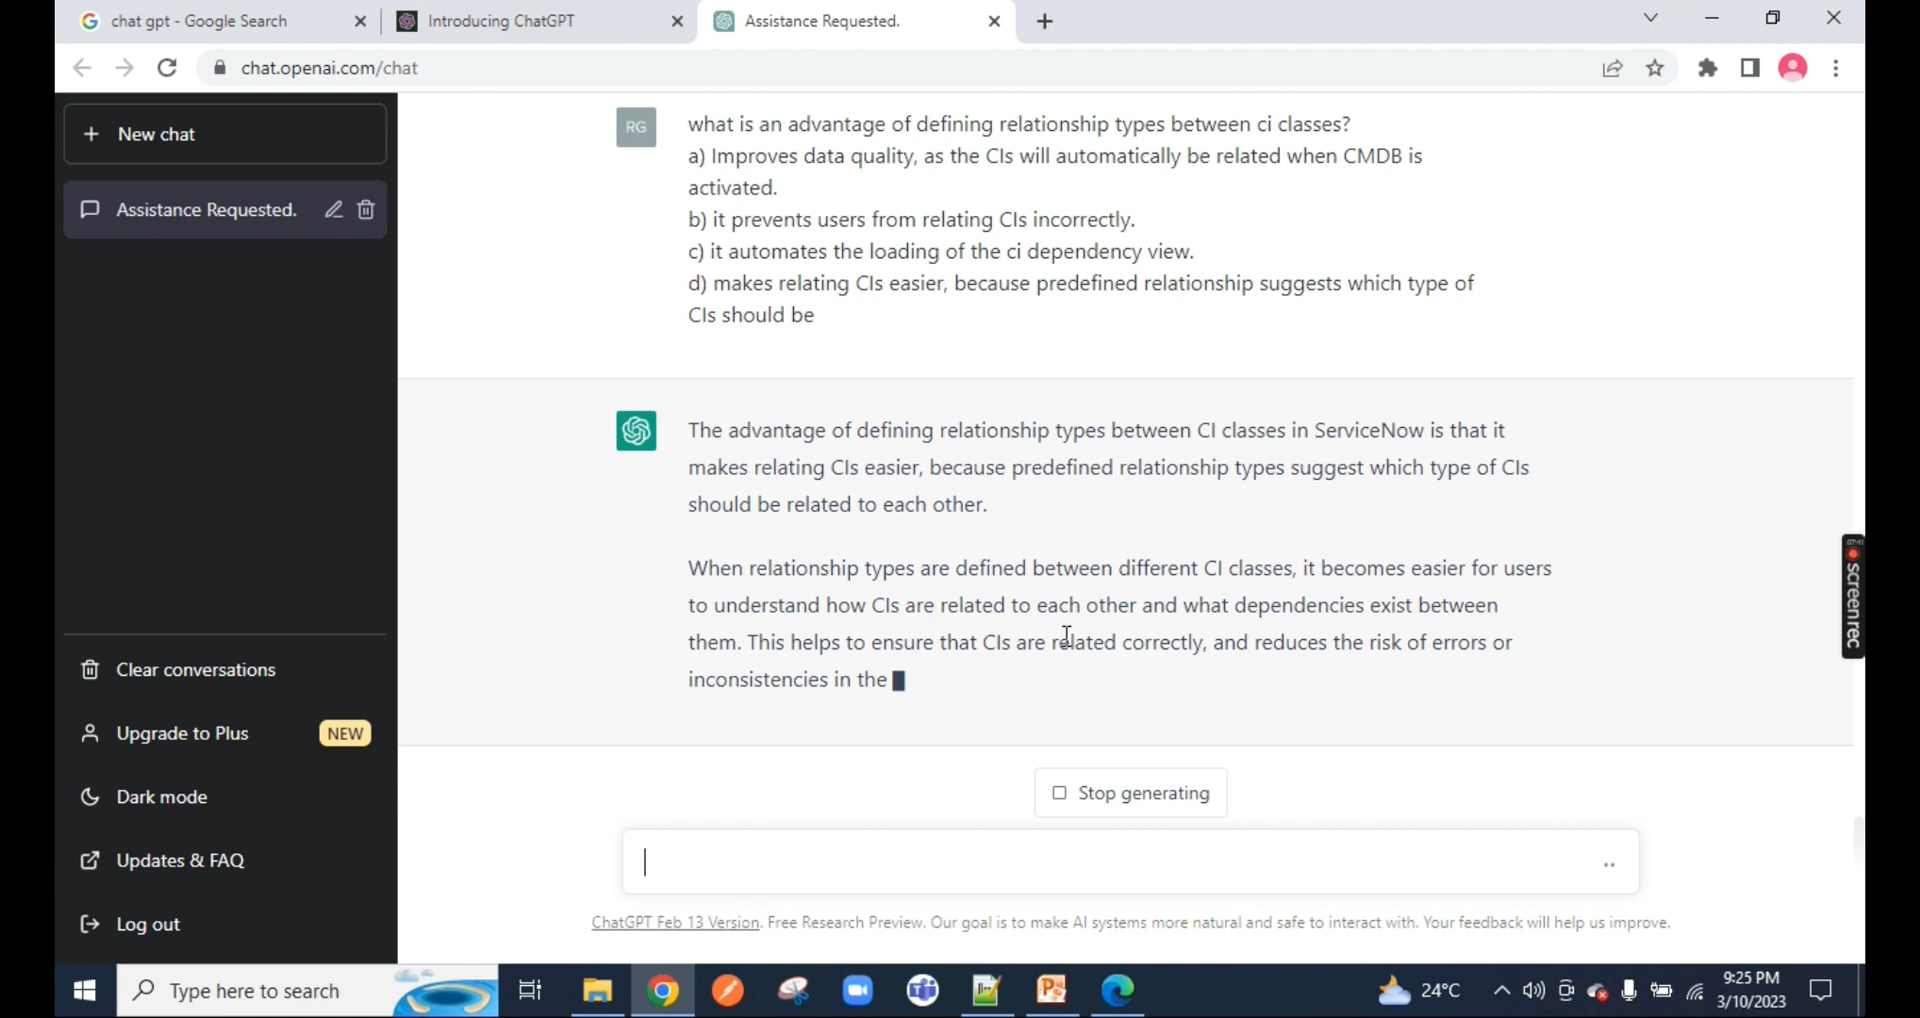 chat gpt - Google Search
Introducing ChatGPT
Assistance Requested.
chat.openai.com/chat
New chat
Assistance Requested.
Clear conversations
Upgrade to Plus
NEW
Dark mode
Updates & FAQ
Log out
RG
what is an advantage of defining relationship types between ci classes?
a) Improves data quality, as the CIs will automatically be related when CMDB is
activated.
b) it prevents users from relating CIs incorrectly.
c) it automates the loading of the ci dependency view.
d) makes relating CIs easier, because predefined relationship suggests which type of
CIs should be
The advantage of defining relationship types between CI classes in ServiceNow is that it
makes relating CIs easier, because predefined relationship types suggest which type of CIs
should be related to each other.
When relationship types are defined between different CI classes, it becomes easier for users
to understand how CIs are related to each other and what dependencies exist between
them. This helps to ensure that CIs are related correctly, and reduces the risk of errors or
inconsistencies in the
Stop generating
ChatGPT Feb 13 Version. Free Research Preview. Our goal is to make AI systems more natural and safe to interact with. Your feedback will help us improve.
screenrec
Type here to search
24°C
9:25 PM
3/10/2023